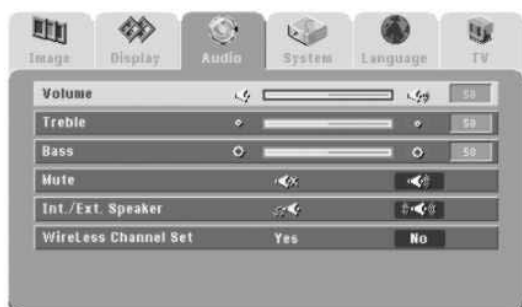 Image Display Audio System Language TV
Volume 50
Treble 50
Bass 50
Mute
Int./Ext. Speaker
WireLess Channel Set Yes No